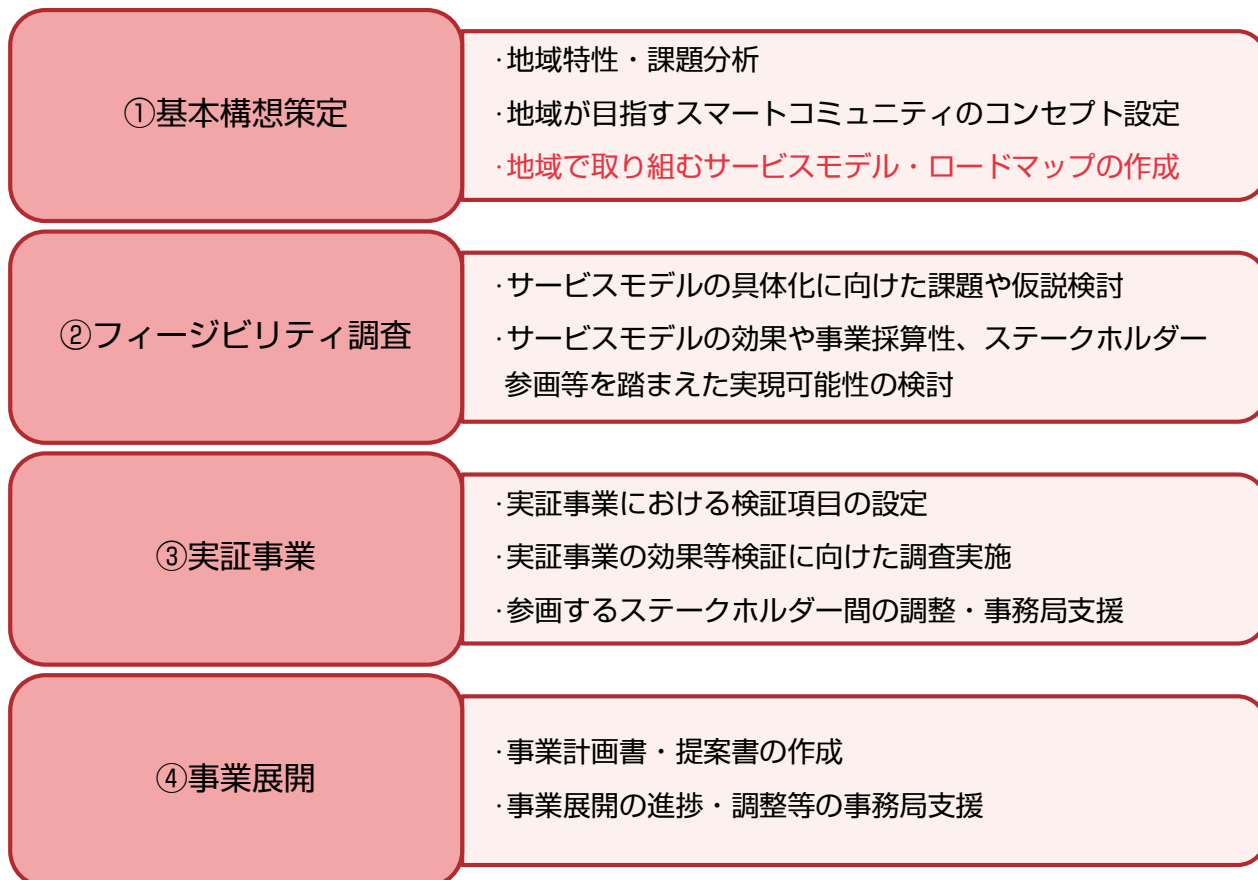 ①基本構想策定
·地域特性・課題分析
·地域が目指すスマートコミュニティのコンセプト設定
·地域で取り組むサービスモデル・ロードマップの作成
②フィージビリティ調査
·サービスモデルの具体化に向けた課題や仮説検討
·サービスモデルの効果や事業採算性、ステークホルダー
参画等を踏まえた実現可能性の検討
③実証事業
·実証事業における検証項目の設定
·実証事業の効果等検証に向けた調査実施
·参画するステークホルダー間の調整・事務局支援
④事業展開
·事業計画書・提案書の作成
·事業展開の進捗・調整等の事務局支援